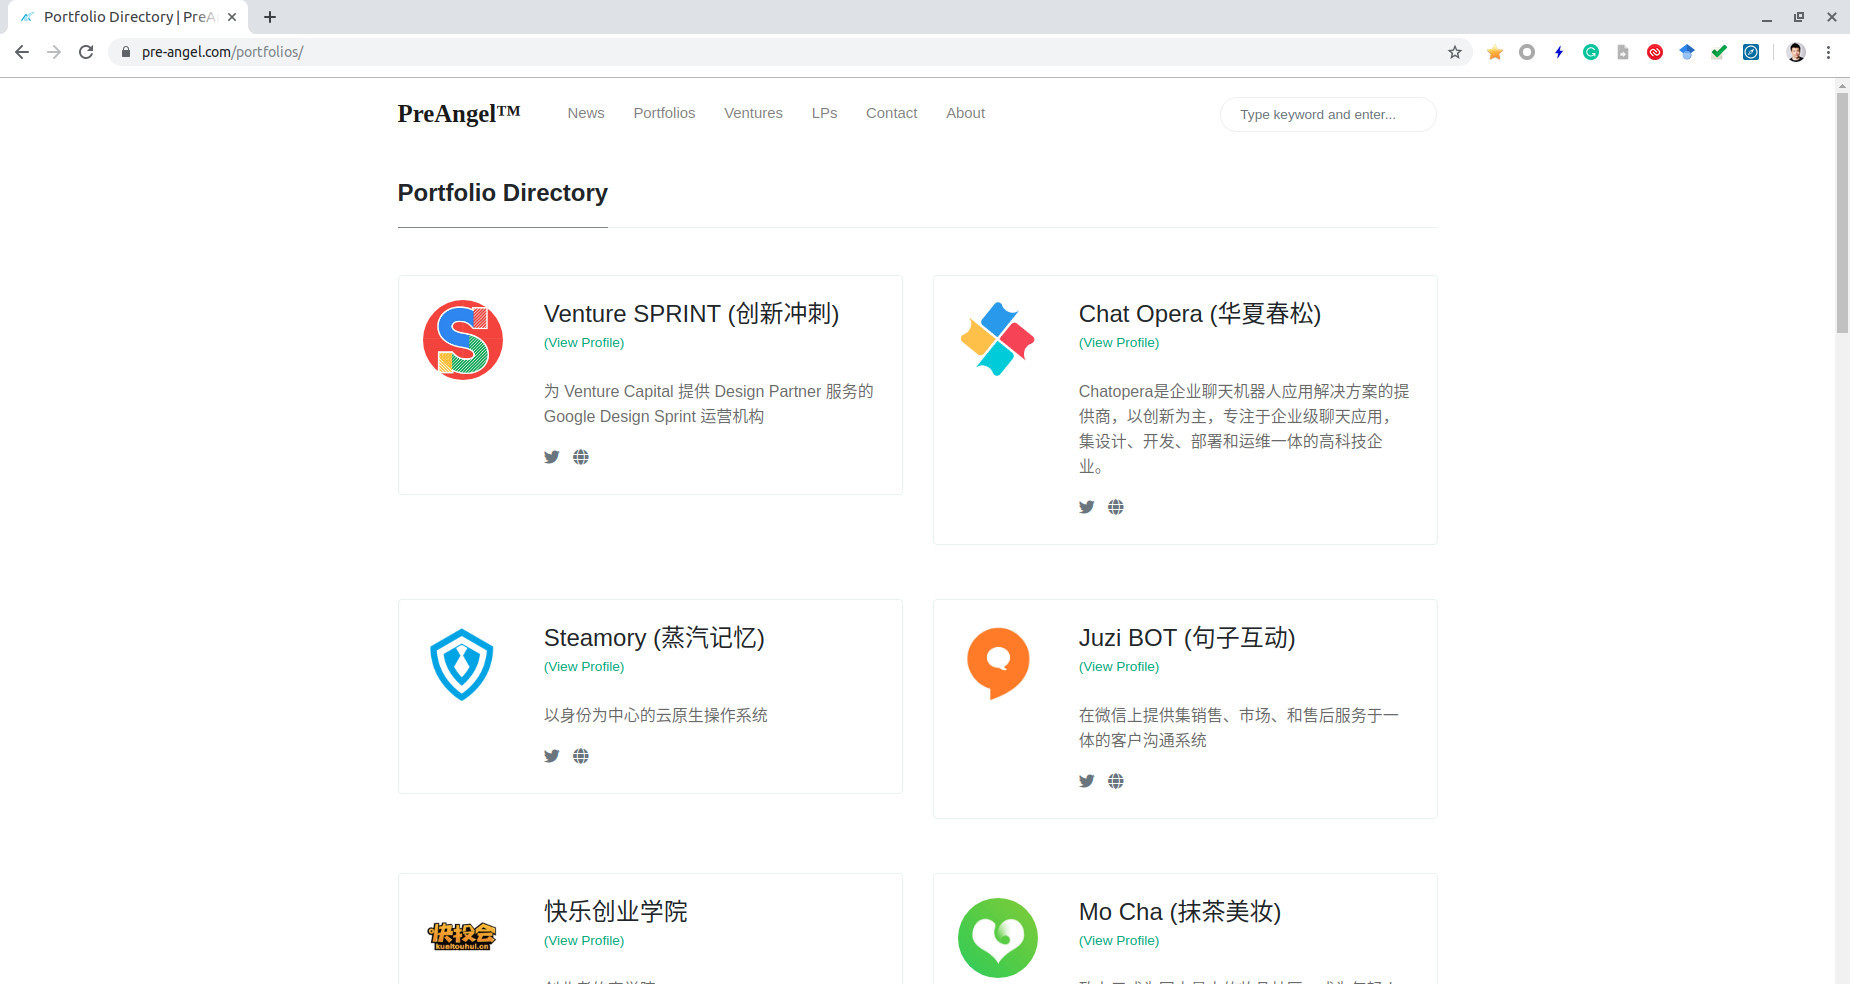 Portfolio Directory | PreA
pre-angel.com/portfolios/
PreAngel™
News
Portfolios
Ventures
LPs
Contact
About
Type keyword and enter...
Portfolio Directory
Venture SPRINT (创新冲刺)
(View Profile)
为 Venture Capital 提供 Design Partner 服务的
Google Design Sprint 运营机构
Chat Opera (华夏春松)
(View Profile)
Chatopera是企业聊天机器人应用解决方案的提
供商，以创新为主，专注于企业级聊天应用，
集设计、开发、部署和运维一体的高科技企
业。
Steamory (蒸汽记忆)
(View Profile)
以身份为中心的云原生操作系统
Juzi BOT (句子互动)
(View Profile)
在微信上提供集销售、市场、和售后服务于一
体的客户沟通系统
快投会
kuaitouhui.cn
快乐创业学院
(View Profile)
Mo Cha (抹茶美妆)
(View Profile)